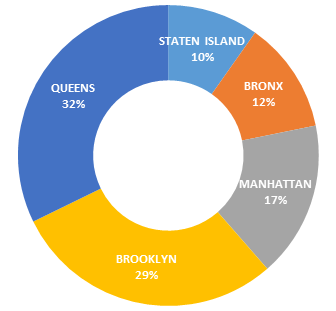 STATEN ISLAND
10%
BRONX
12%
MANHATTAN
17%
BROOKLYN
29%
QUEENS
32%